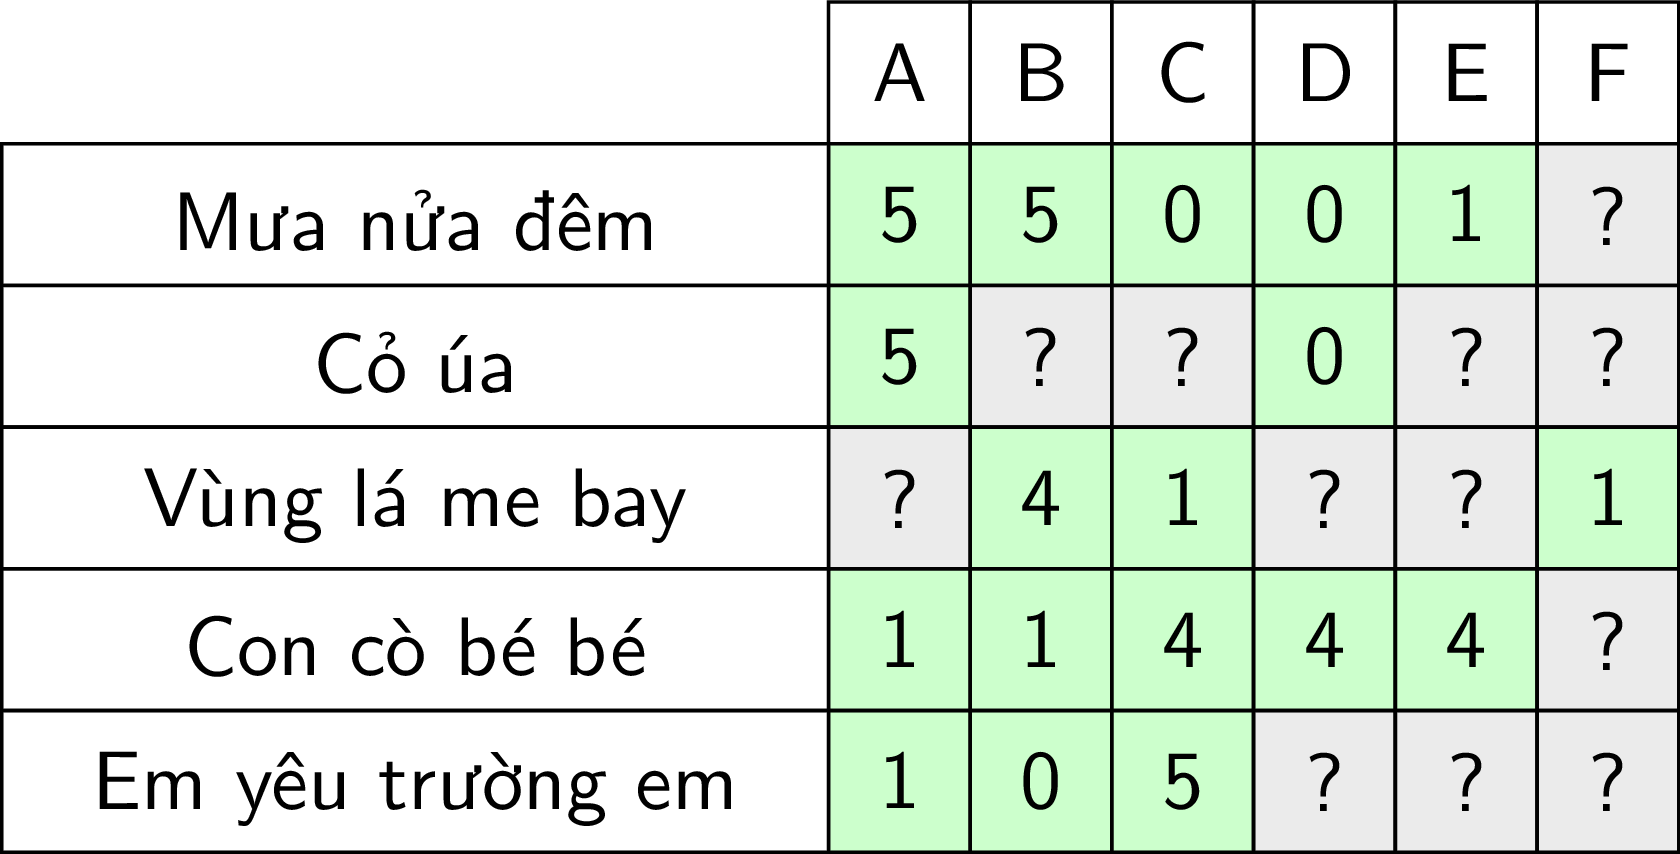 A B C D E F
Mưa nửa đêm 5 5 0 0 1 ?
Cỏ úa 5 ? ? 0 ? ?
Vùng lá me bay ? 4 1 ? ? 1
Con cò bé bé 1 1 4 4 4 ?
Em yêu trường em 1 0 5 ? ? ?